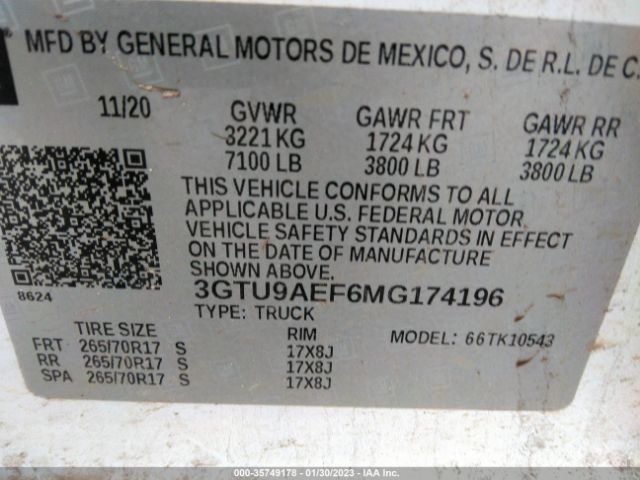 MFD BY GENERAL MOTORS DE MEXICO, S. DE R.L. DE C.
11/20 GVWR GAWR FRT GAWR RR
3221 KG 1724 KG 1724 KG
7100 LB 3800 LB 3800 LB
THIS VEHICLE CONFORMS TO ALL
APPLICABLE U.S. FEDERAL MOTOR
VEHICLE SAFETY STANDARDS IN EFFECT
ON THE DATE OF MANUFACTURE
SHOWN ABOVE.
8624 3GTU9AEF6MG174196
TYPE: TRUCK
TIRE SIZE RIM MODEL: 66TK10543
FRT 265/70R17 S 17X8J
RR 265/70R17 S 17X8J
SPA 265/70R17 S 17X8J
000-35749178 - 01/30/2023 - IAA Inc.